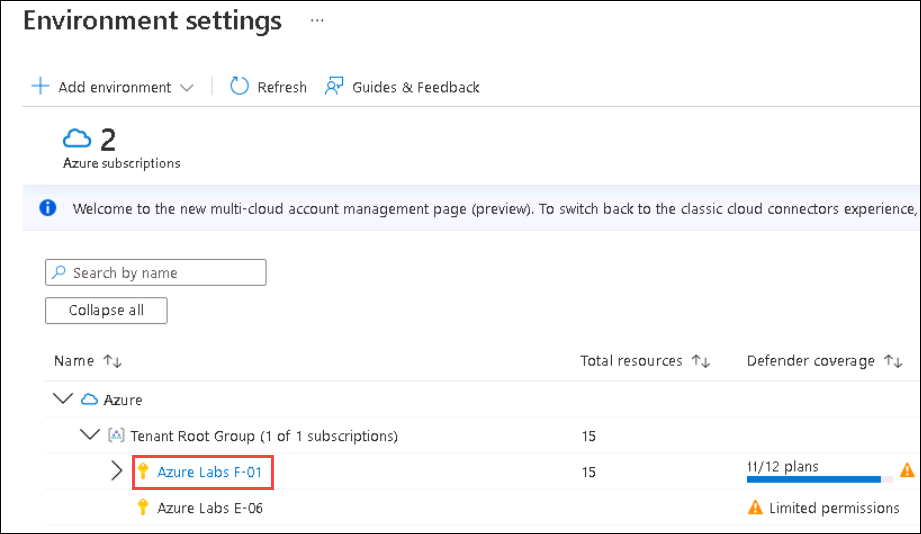 Environment settings ...
Add environment
Refresh
Guides & Feedback
2
Azure subscriptions
Welcome to the new multi-cloud account management page (preview). To switch back to the classic cloud connectors experience,
Search by name
Collapse all
Name Total resources Defender coverage
Azure
Tenant Root Group (1 of 1 subscriptions) 15
Azure Labs F-01 15 11/12 plans
Azure Labs E-06 Limited permissions